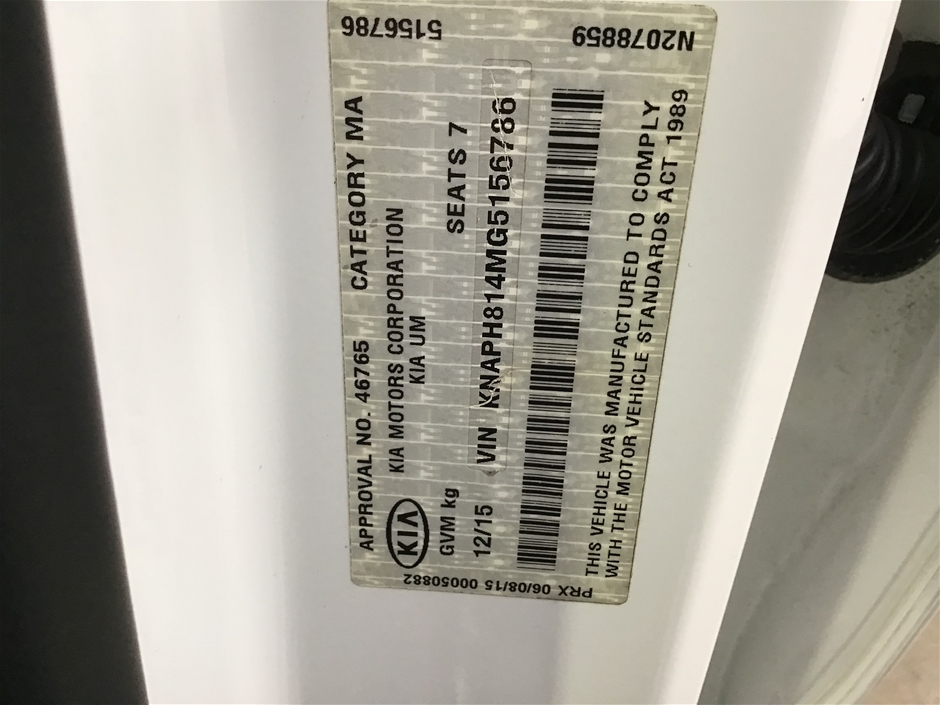 APPROVAL NO. 46765 CATEGORY MA
KIA
KIA MOTORS CORPORATION
KIA UM
GVM kg SEATS 7
12/15 VIN KNAPH814MG5156786
THIS VEHICLE WAS MANUFACTURED TO COMPLY
WITH THE MOTOR VEHICLE STANDARDS ACT 1989
5156786
N2078859
PRX 06/08/15 00050882